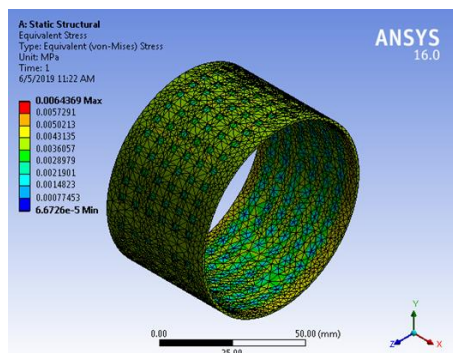 A: Static Structural
Equivalent Stress
Type: Equivalent (von-Mises) Stress
Unit: MPa
Time: 1
6/5/2019 11:22 AM
ANSYS
16.0
0.0064369 Max
0.0057291
0.0050213
0.0043135
0.0036057
0.0028979
0.0021901
0.0014823
0.00077453
6.6726e-5 Min
0.00
50.00 (mm)
25.00
Y
Z
X